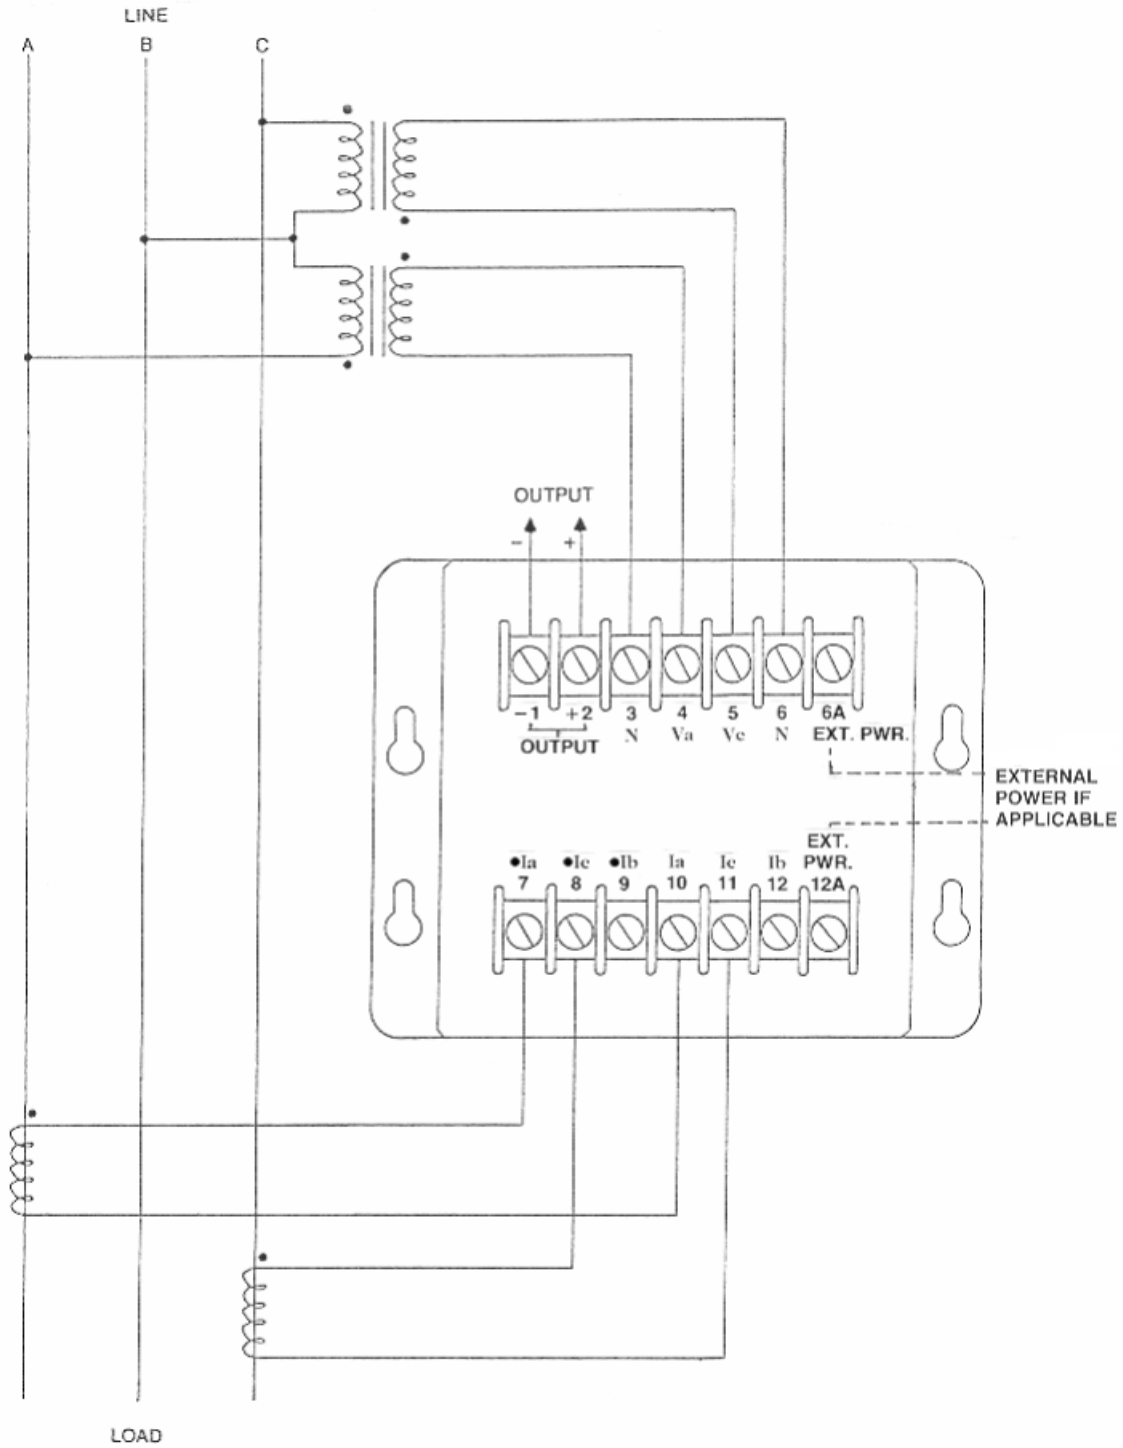 LINE
A B C
OUTPUT
- +
-1 +2 3 4 5 6 6A
OUTPUT N Va Vc N EXT. PWR.
EXTERNAL
POWER IF
APPLICABLE
EXT.
•Ia •Ic •Ib Ia Ic Ib PWR.
7 8 9 10 11 12 12A
LOAD